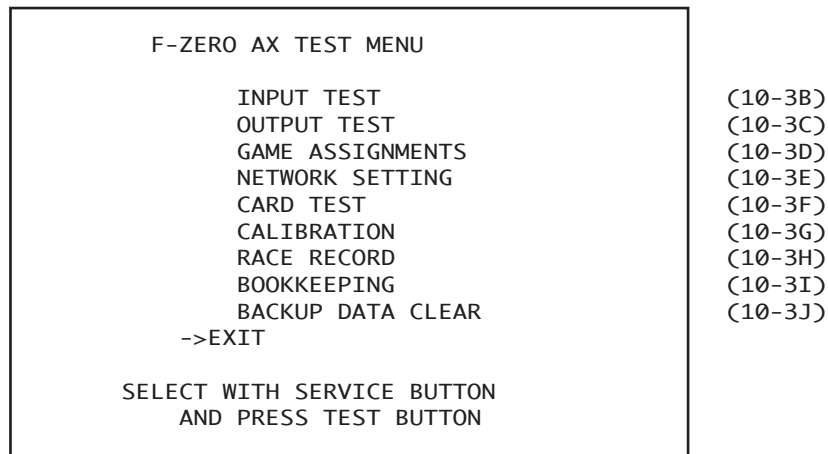 F-ZERO AX TEST MENU
INPUT TEST (10-3B)
OUTPUT TEST (10-3C)
GAME ASSIGNMENTS (10-3D)
NETWORK SETTING (10-3E)
CARD TEST (10-3F)
CALIBRATION (10-3G)
RACE RECORD (10-3H)
BOOKKEEPING (10-3I)
BACKUP DATA CLEAR (10-3J)
->EXIT
SELECT WITH SERVICE BUTTON
AND PRESS TEST BUTTON